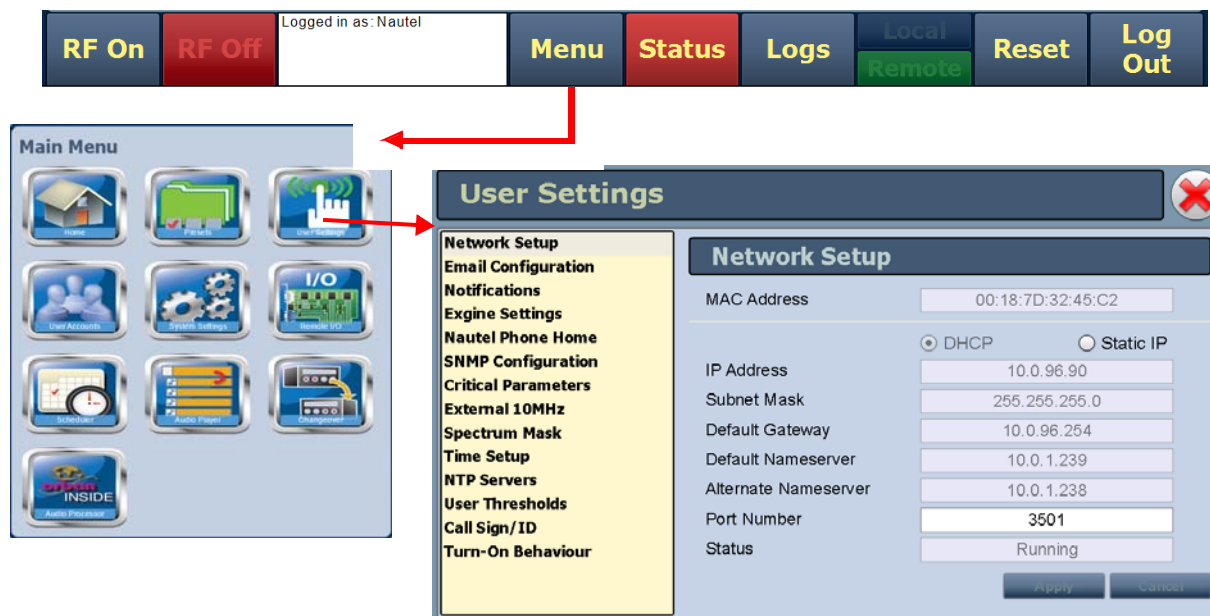 Logged in as: Nautel
RF On
RF Off
Menu
Status
Logs
Local
Remote
Reset
Log
Out
Main Menu
Home
Presets
User Settings
User Accounts
System Settings
I/O
Remote I/O
Scheduler
Audio Player
Changeover
orban
INSIDE
Audio Processor
User Settings
Network Setup
Email Configuration
Notifications
Exgine Settings
Nautel Phone Home
SNMP Configuration
Critical Parameters
External 10MHz
Spectrum Mask
Time Setup
NTP Servers
User Thresholds
Call Sign/ID
Turn-On Behaviour
Network Setup
MAC Address 00:18:7D:32:45:C2
DHCP Static IP
IP Address 10.0.96.90
Subnet Mask 255.255.255.0
Default Gateway 10.0.96.254
Default Nameserver 10.0.1.239
Alternate Nameserver 10.0.1.238
Port Number 3501
Status Running
Apply Cancel